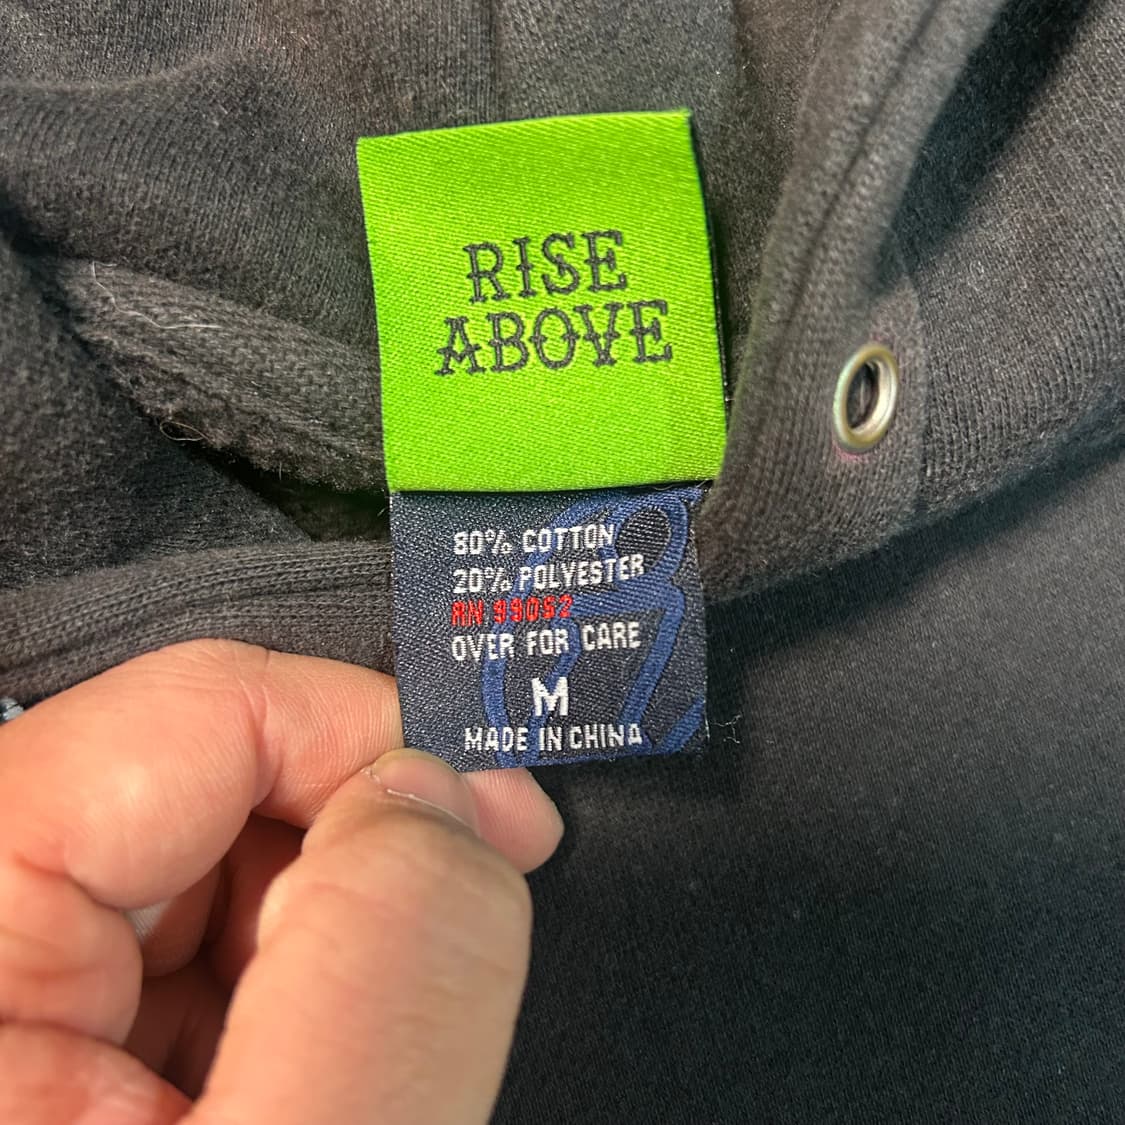 RISE
ABOVE
80% COTTON
20% POLYESTER
RN 99052
OVER FOR CARE
M
MADE IN CHINA